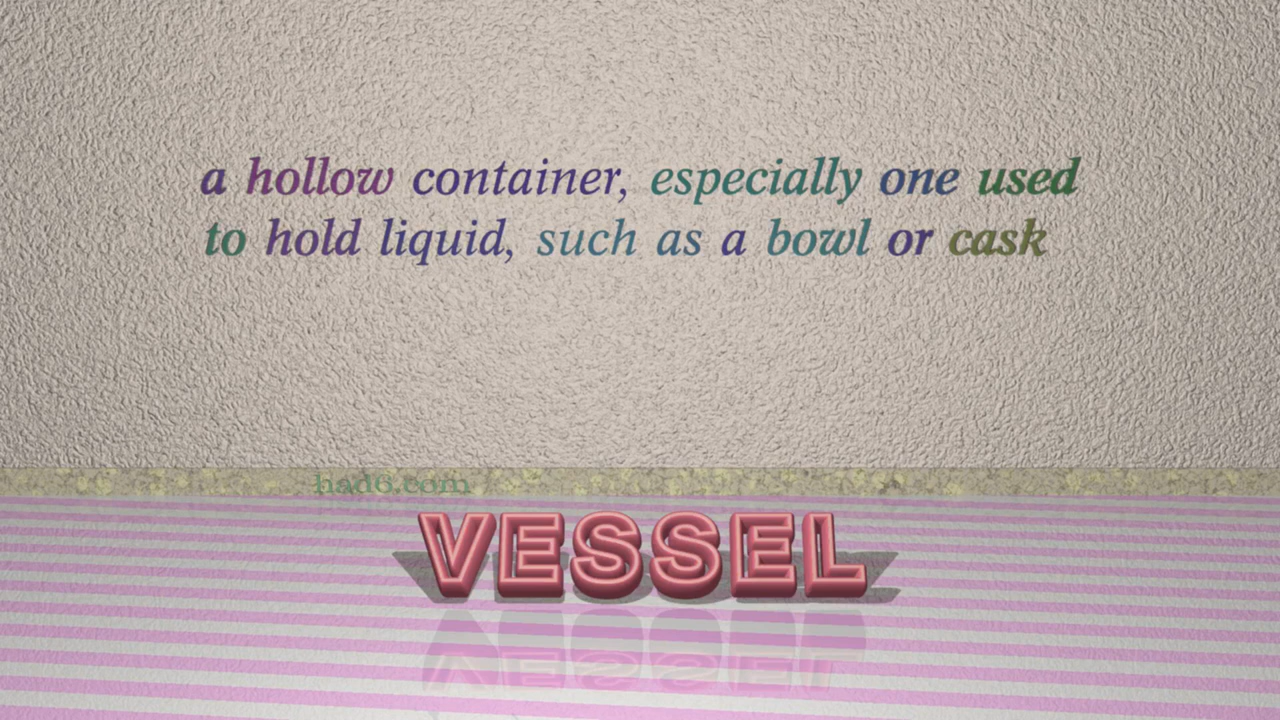 a hollow container, especially one used
to hold liquid, such as a bowl or cask
had6.com
VESSEL